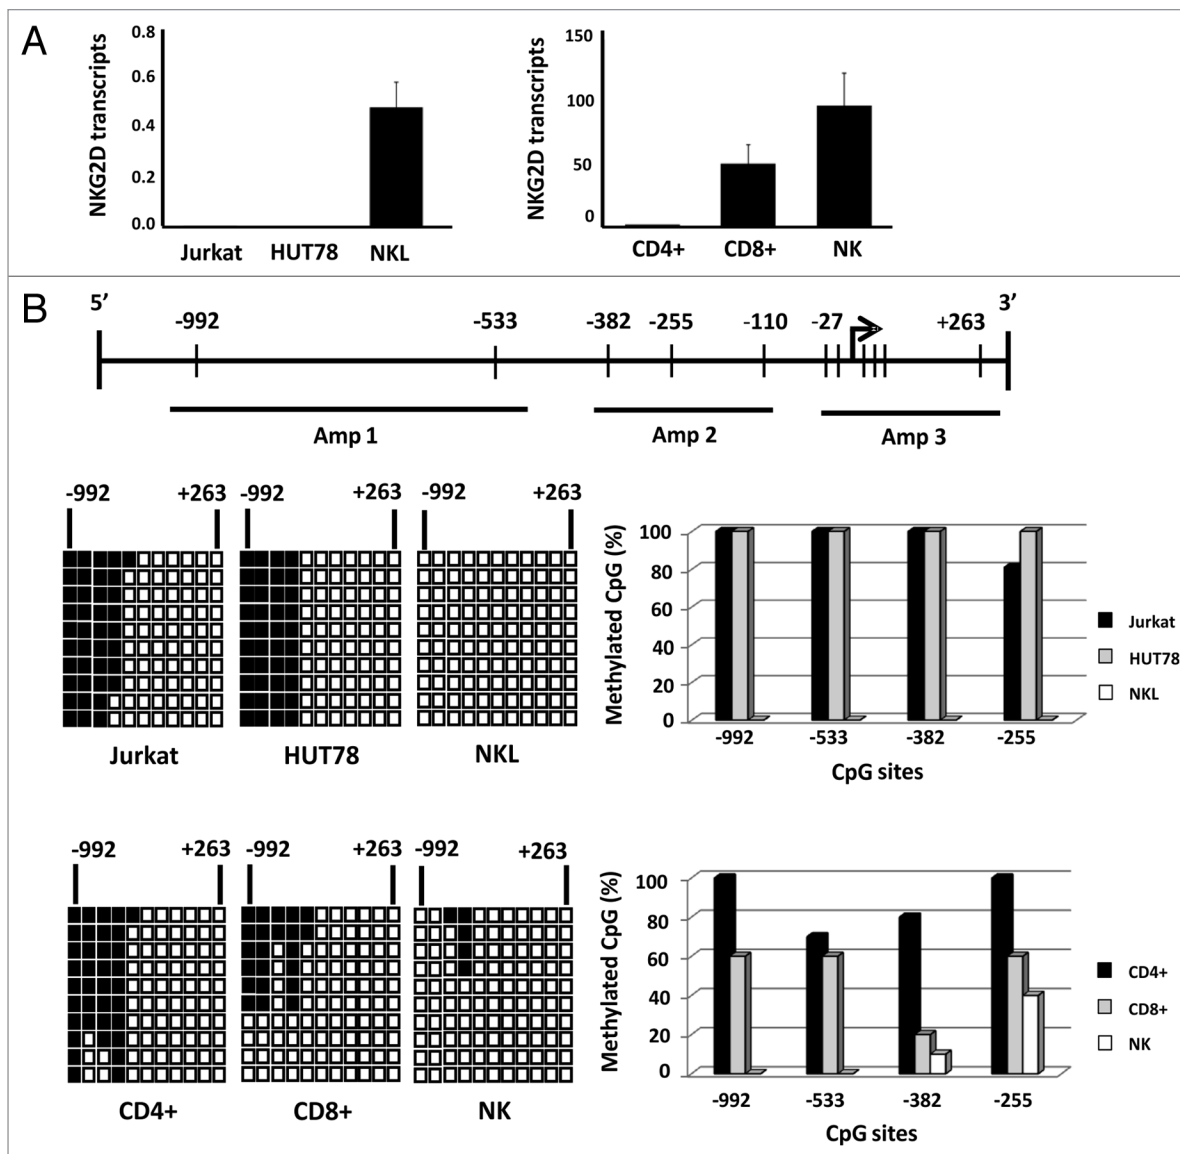 A
NKG2D transcripts
0.8
0.6
0.4
0.2
0.0
Jurkat HUT78 NKL
NKG2D transcripts
150
100
50
0
CD4+ CD8+ NK
B
5’ 3’
-992 -533 -382 -255 -110 -27 +263
Amp 1 Amp 2 Amp 3
-992 +263 -992 +263 -992 +263
Jurkat HUT78 NKL
Methylated CpG (%)
100
80
60
40
20
0
-992 -533 -382 -255
CpG sites
Jurkat
HUT78
NKL
-992 +263 -992 +263 -992 +263
CD4+ CD8+ NK
Methylated CpG (%)
100
80
60
40
20
0
-992 -533 -382 -255
CpG sites
CD4+
CD8+
NK